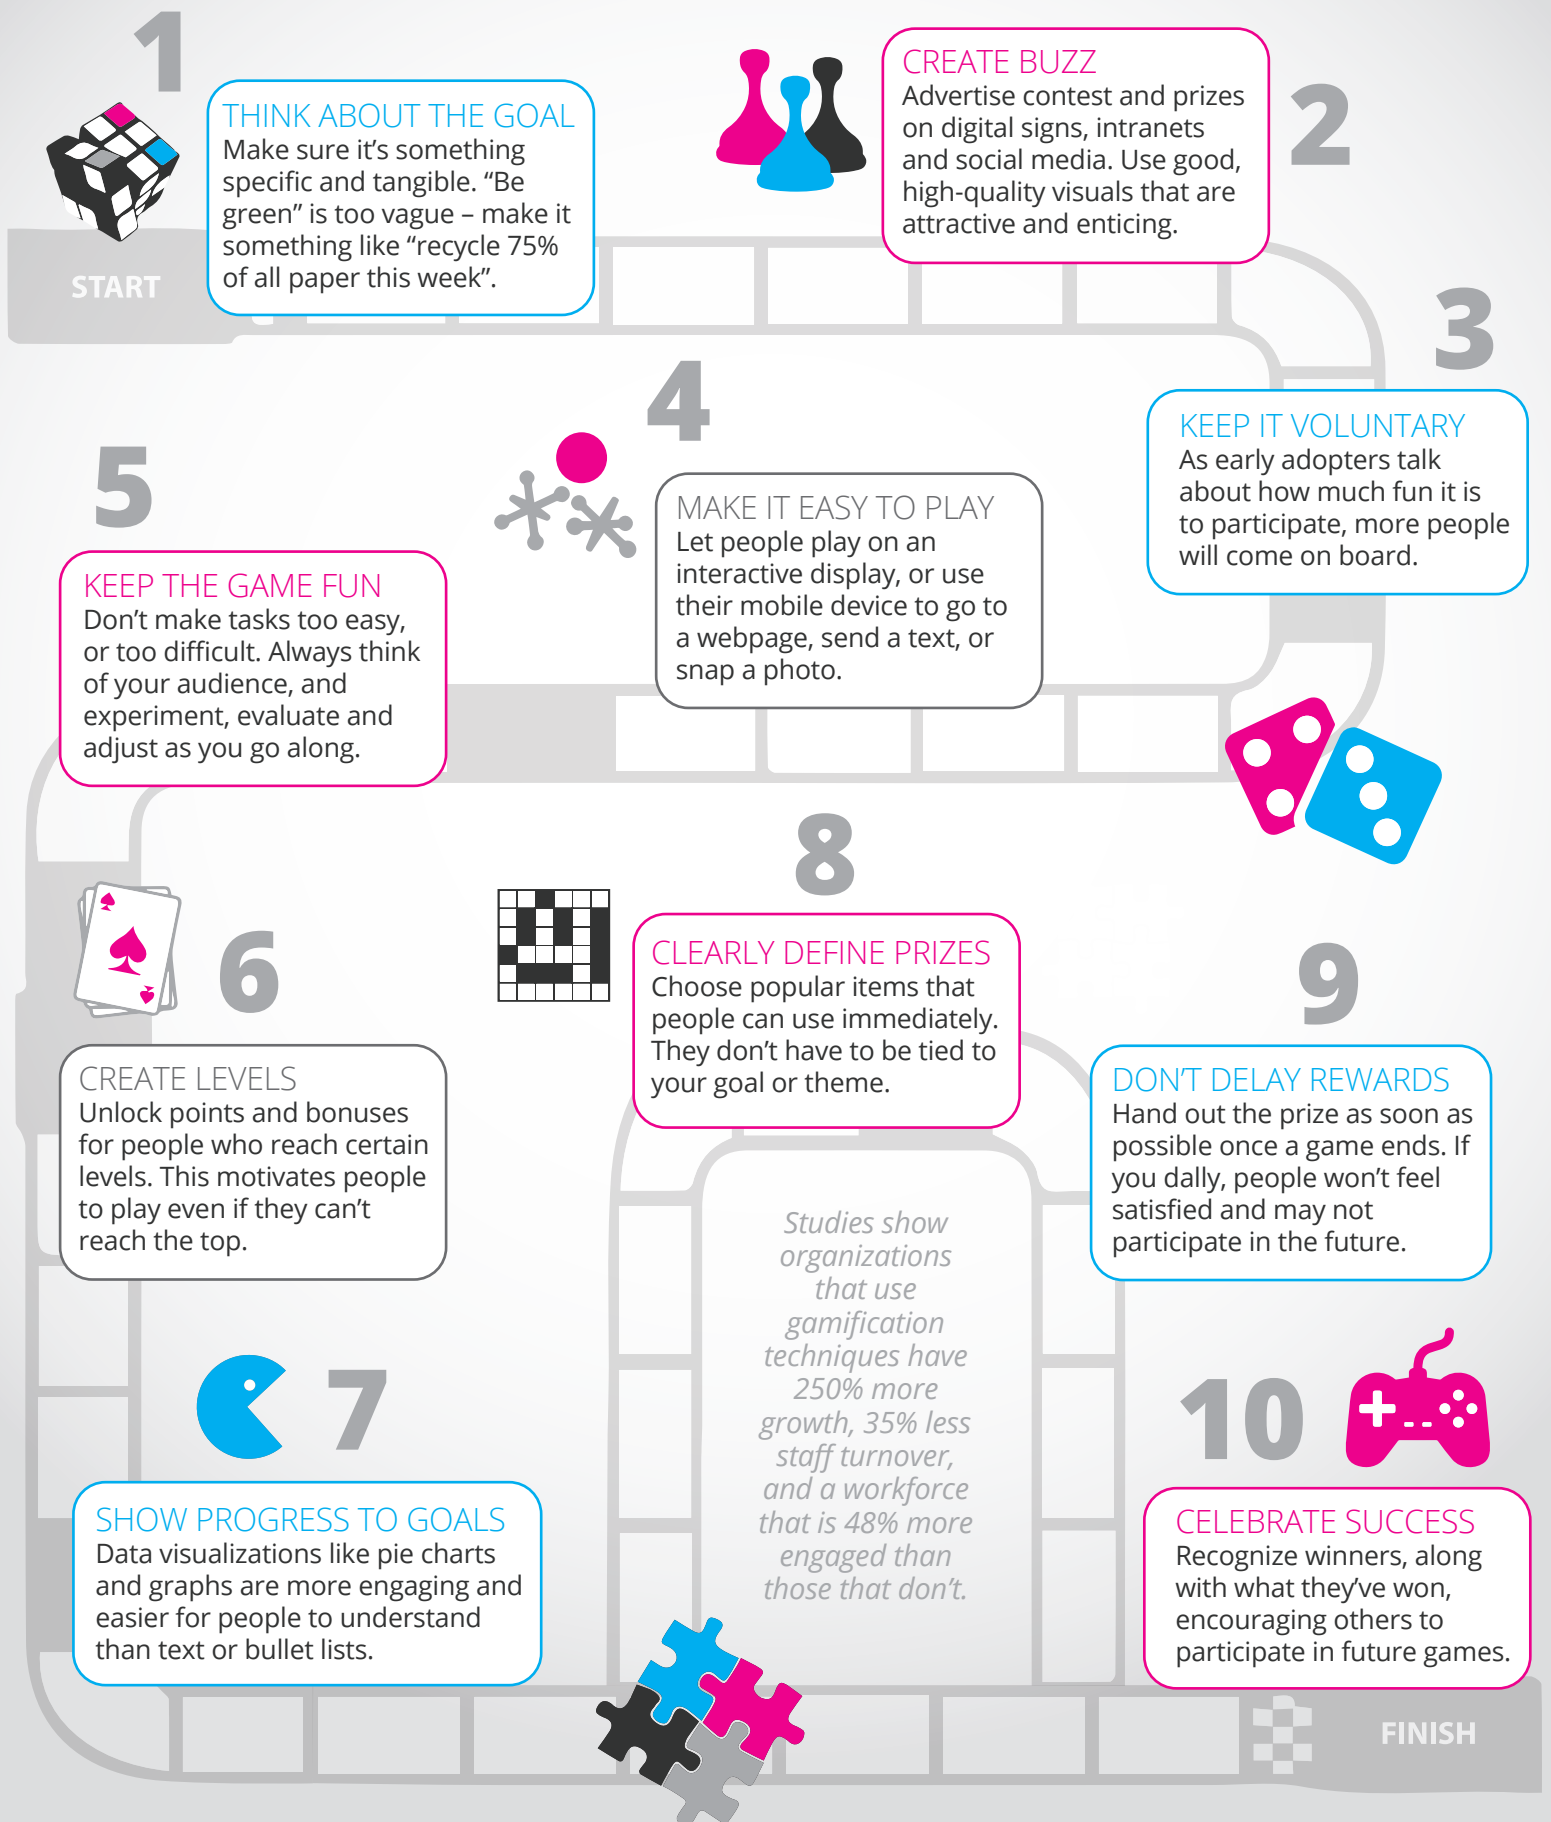 1
THINK ABOUT THE GOAL
Make sure it’s something
specific and tangible. “Be
green” is too vague – make it
something like “recycle 75%
of all paper this week”.
START
2
CREATE BUZZ
Advertise contest and prizes
on digital signs, intranets
and social media. Use good,
high-quality visuals that are
attractive and enticing.
3
KEEP IT VOLUNTARY
As early adopters talk
about how much fun it is
to participate, more people
will come on board.
4
MAKE IT EASY TO PLAY
Let people play on an
interactive display, or use
their mobile device to go to
a webpage, send a text, or
snap a photo.
5
KEEP THE GAME FUN
Don’t make tasks too easy,
or too difficult. Always think
of your audience, and
experiment, evaluate and
adjust as you go along.
6
CREATE LEVELS
Unlock points and bonuses
for people who reach certain
levels. This motivates people
to play even if they can’t
reach the top.
7
SHOW PROGRESS TO GOALS
Data visualizations like pie charts
and graphs are more engaging and
easier for people to understand
than text or bullet lists.
8
CLEARLY DEFINE PRIZES
Choose popular items that
people can use immediately.
They don’t have to be tied to
your goal or theme.
9
DON’T DELAY REWARDS
Hand out the prize as soon as
possible once a game ends. If
you dally, people won’t feel
satisfied and may not
participate in the future.
Studies show
organizations
that use
gamification
techniques have
250% more
growth, 35% less
staff turnover,
and a workforce
that is 48% more
engaged than
those that don’t.
10
CELEBRATE SUCCESS
Recognize winners, along
with what they’ve won,
encouraging others to
participate in future games.
FINISH